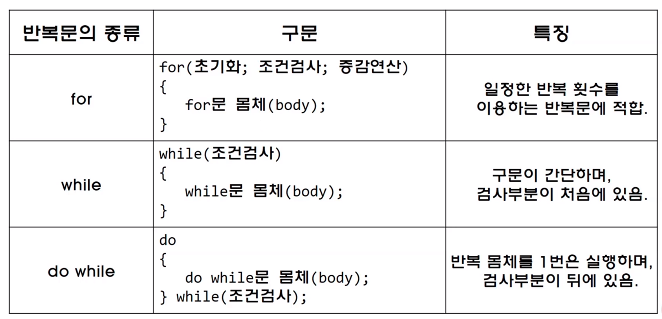 반복문의 종류
구문
특징
for
for(초기화; 조건검사; 증감연산)
{
for문 몸체(body);
}
일정한 반복 횟수를
이용하는 반복문에 적합.
while
while(조건검사)
{
while문 몸체(body);
}
구문이 간단하며,
검사부분이 처음에 있음.
do while
do
{
do while문 몸체(body);
} while(조건검사);
반복 몸체를 1번은 실행하며,
검사부분이 뒤에 있음.